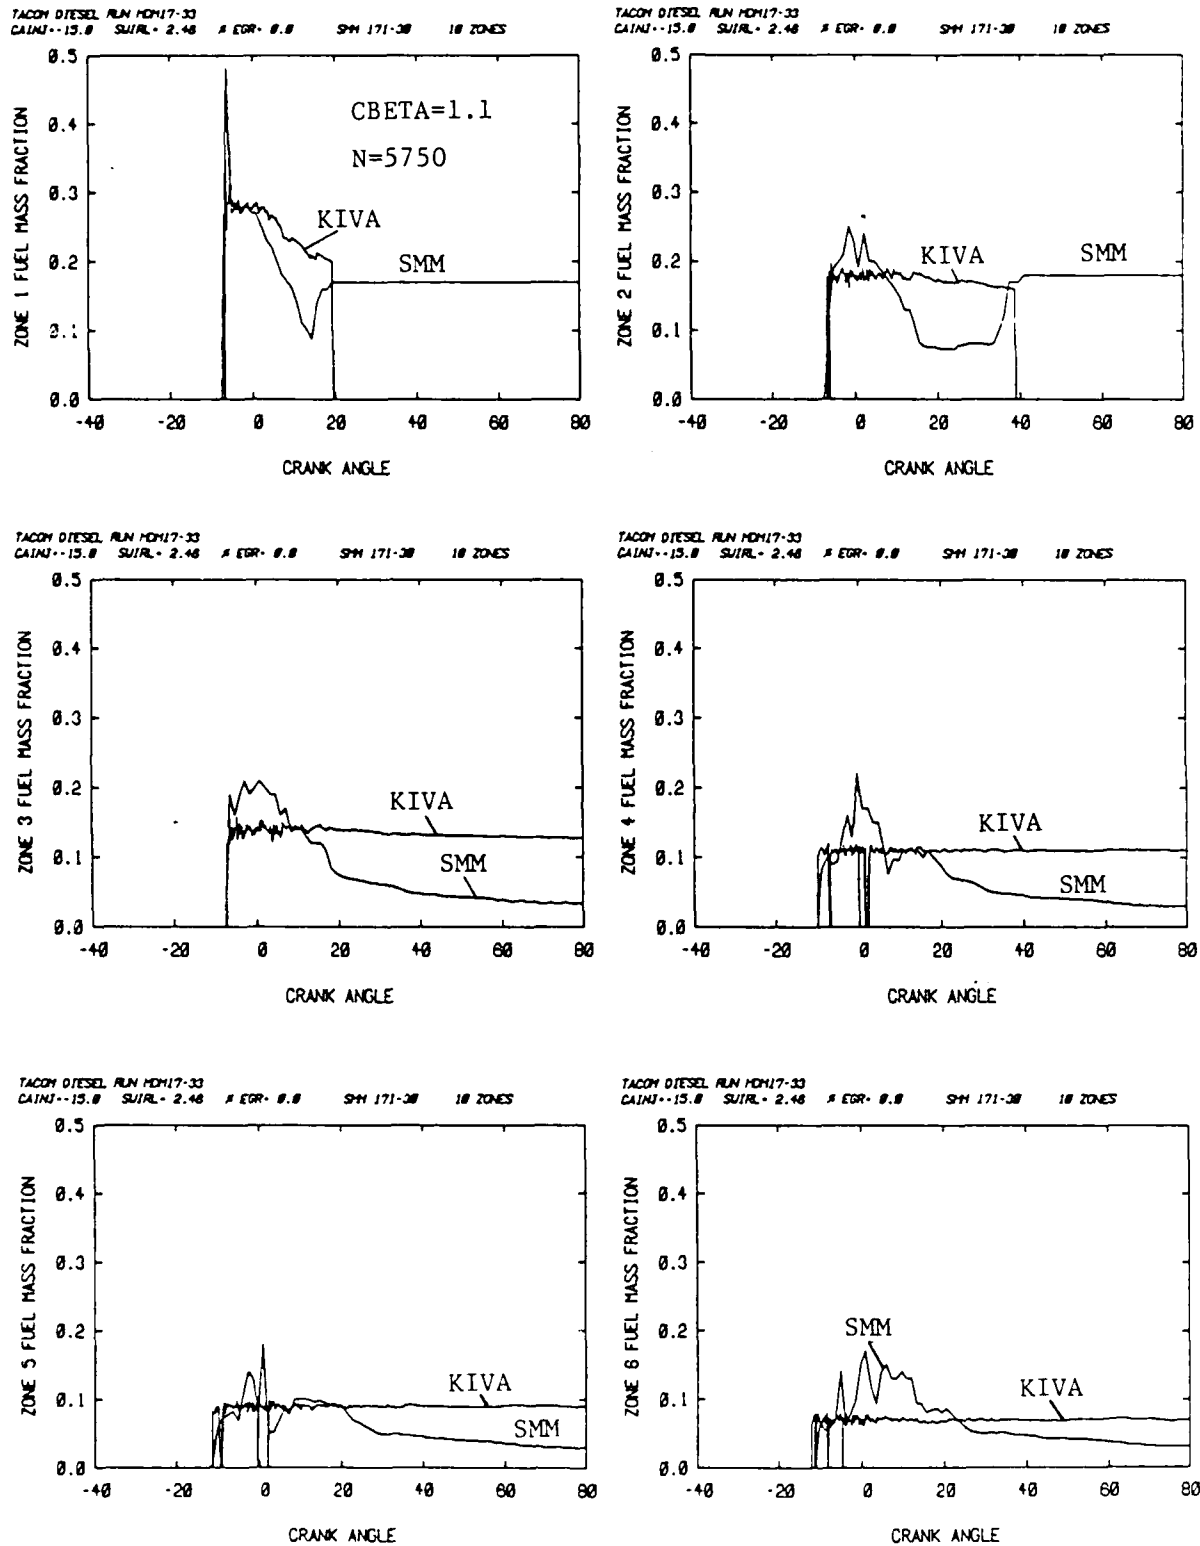 TACOM DIESEL RUN MDM17-33
CAINJ=-15.0 SWIRL= 2.46 % EGR= 0.0 SMM 171-30 10 ZONES
ZONE 1 FUEL MASS FRACTION
0.5
0.4
0.3
0.2
0.1
0.0
CBETA=1.1
N=5750
KIVA
SMM
-40 -20 0 20 40 60 80
CRANK ANGLE
TACOM DIESEL RUN MDM17-33
CAINJ=-15.0 SWIRL= 2.46 % EGR= 0.0 SMM 171-30 10 ZONES
ZONE 2 FUEL MASS FRACTION
0.5
0.4
0.3
0.2
0.1
0.0
KIVA
SMM
-40 -20 0 20 40 60 80
CRANK ANGLE
TACOM DIESEL RUN MDM17-33
CAINJ=-15.0 SWIRL= 2.46 % EGR= 0.0 SMM 171-30 10 ZONES
ZONE 3 FUEL MASS FRACTION
0.5
0.4
0.3
0.2
0.1
0.0
KIVA
SMM
-40 -20 0 20 40 60 80
CRANK ANGLE
TACOM DIESEL RUN MDM17-33
CAINJ=-15.0 SWIRL= 2.46 % EGR= 0.0 SMM 171-30 10 ZONES
ZONE 4 FUEL MASS FRACTION
0.5
0.4
0.3
0.2
0.1
0.0
KIVA
SMM
-40 -20 0 20 40 60 80
CRANK ANGLE
TACOM DIESEL RUN MDM17-33
CAINJ=-15.0 SWIRL= 2.46 % EGR= 0.0 SMM 171-30 10 ZONES
ZONE 5 FUEL MASS FRACTION
0.5
0.4
0.3
0.2
0.1
0.0
KIVA
SMM
-40 -20 0 20 40 60 80
CRANK ANGLE
TACOM DIESEL RUN MDM17-33
CAINJ=-15.0 SWIRL= 2.46 % EGR= 0.0 SMM 171-30 10 ZONES
ZONE 6 FUEL MASS FRACTION
0.5
0.4
0.3
0.2
0.1
0.0
SMM
KIVA
-40 -20 0 20 40 60 80
CRANK ANGLE